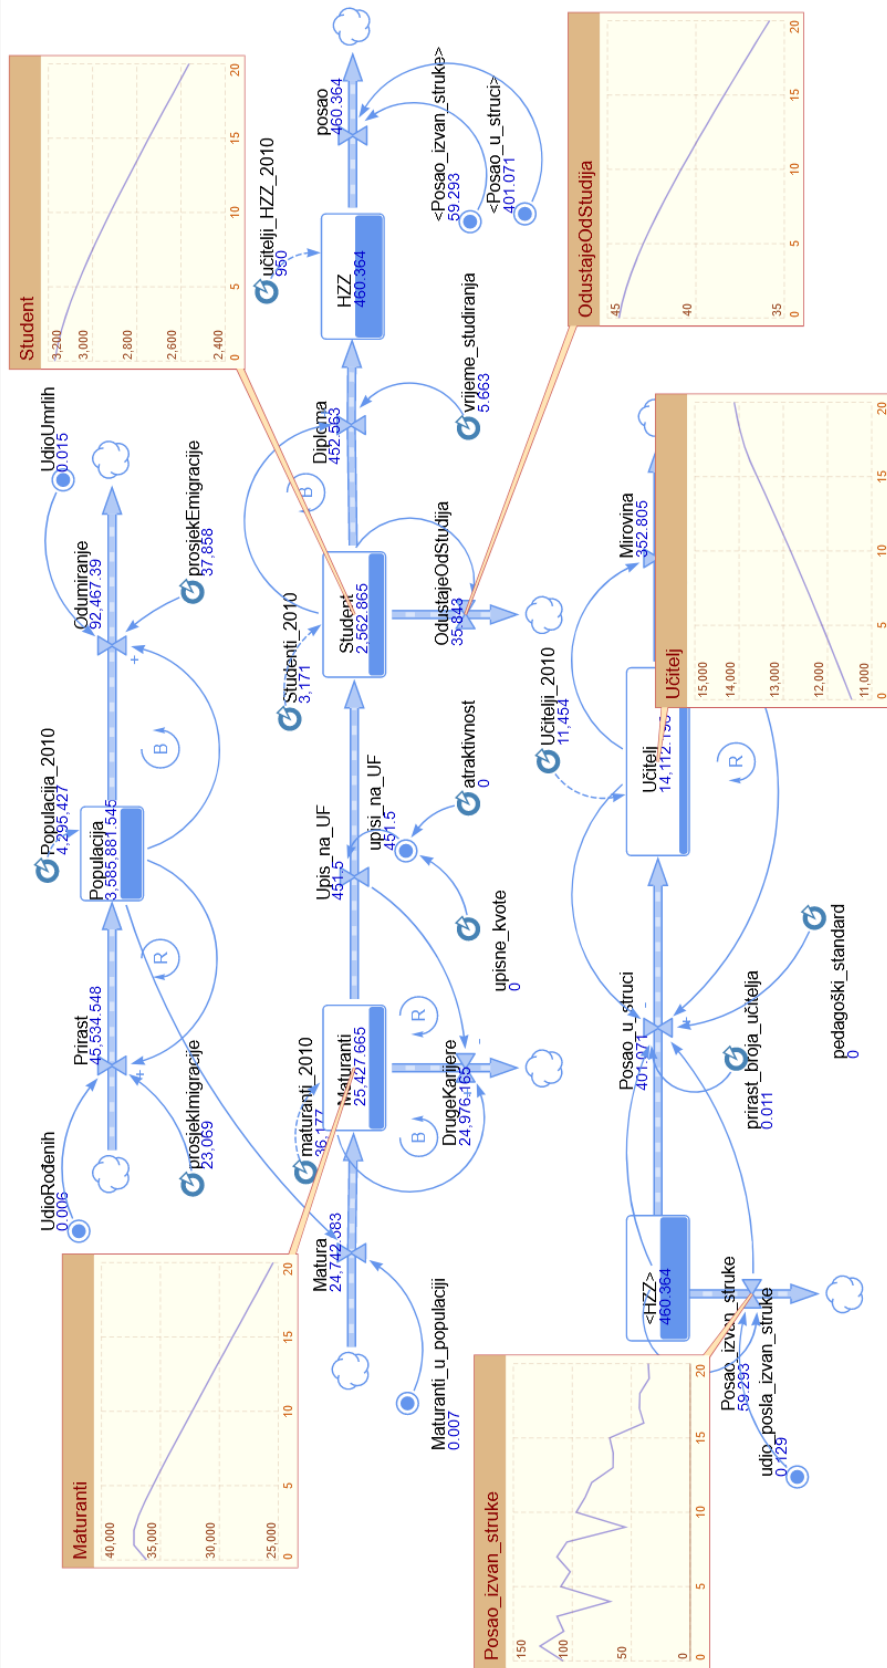 Maturanti
40,000
35,000
30,000
25,000
0
5
10
15
20
Student
3,200
3,000
2,800
2,600
2,400
0
5
10
15
20
UdioRođenih
0.006
Prirast
45,534.548
prosjekImigracije
23,069
R
Populacija_2010
4,295,427
Populacija
3,585,881.545
B
Odumiranje
92,467.39
UdioUmrlih
0.015
prosjekEmigracije
37,858
+
+
Matura
24,742.583
Maturanti_u_populaciji
0.007
maturanti_2010
36,177
Maturanti
25,427.665
B
R
DrugeKarijere
24,976.165
-
Upis_na_UF
451.5
upisi_na_UF
451.5
upisne_kvote
0
atraktivnost
0
Studenti_2010
3,171
Student
2,562.865
OdustajeOdStudija
35.843
B
Diploma
452.563
vrijeme_studiranja
5.663
učitelji_HZZ_2010
950
HZZ
460.364
posao
460.364
<Posao_izvan_struke>
59.293
<Posao_u_struci>
401.071
Posao_izvan_struke
150
100
50
0
0
5
10
15
20
<HZZ>
460.364
Posao_izvan_struke
59.293
udio_posla_izvan_struke
0.129
Posao_u_struci
401.071
-
+
prirast_broja_učitelja
0.011
pedagoški_standard
0
Učitelji_2010
11,454
Učitelj
R
Mirovina
352.805
Učitelj
15,000
14,000
13,000
12,000
11,000
0
5
10
15
20
OdustajeOdStudija
45
40
35
0
5
10
15
20